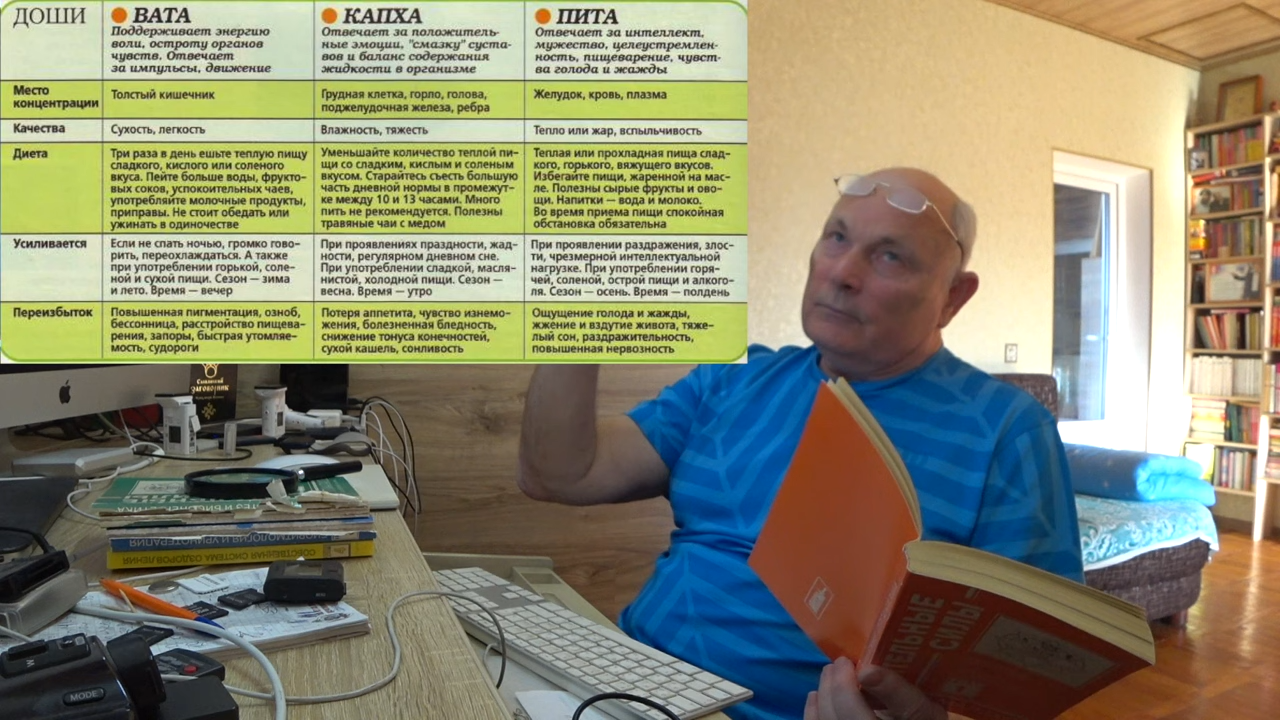 ДОШИ
ВАТА
Поддерживает энергию
воли, остроту органов
чувств. Отвечает
за импульсы, движение
КАПХА
Отвечает за положитель-
ные эмоции, "смазку" суста-
вов и баланс содержания
жидкости в организме
ПИТА
Отвечает за интеллект,
мужество, целеустремлен-
ность, пищеварение, чувст-
ва голода и жажды
Место
концентрации
Толстый кишечник
Грудная клетка, горло, голова,
поджелудочная железа, ребра
Желудок, кровь, плазма
Качества
Сухость, легкость
Влажность, тяжесть
Тепло или жар, вспыльчивость
Диета
Три раза в день ешьте теплую пищу
сладкого, кислого или соленого
вкуса. Пейте больше воды, фрукто-
вых соков, успокоительных чаев,
употребляйте молочные продукты,
приправы. Не стоит обедать или
ужинать в одиночестве
Уменьшайте количество теплой пи-
щи со сладким, кислым и соленым
вкусом. Старайтесь съесть большую
часть дневной нормы в промежут-
ке между 10 и 13 часами. Много
пить не рекомендуется. Полезны
травяные чаи с медом
Теплая или прохладная пища слад-
кого, горького, вяжущего вкусов.
Избегайте пищи, жаренной на мас-
ле. Полезны сырые фрукты и ово-
щи. Напитки — вода и молоко.
Во время приема пищи спокойная
обстановка обязательна
Усиливается
Если не спать ночью, громко гово-
рить, переохлаждаться. А также
при употреблении горькой, соле-
ной и сухой пищи. Сезон — зима
и лето. Время — вечер
При проявлениях праздности, жад-
ности, регулярном дневном сне.
При употреблении сладкой, масля-
нистой, холодной пищи. Сезон —
весна. Время — утро
При проявлении раздражения, злос-
ти, чрезмерной интеллектуальной
нагрузке. При употреблении горя-
чей, соленой, острой пищи и алкого-
ля. Сезон — осень. Время — полдень
Переизбыток
Повышенная пигментация, озноб,
бессонница, расстройство пищева-
рения, запоры, быстрая утомляе-
мость, судороги
Потеря аппетита, чувство изнемо-
жения, болезненная бледность,
снижение тонуса конечностей,
сухой кашель, сонливость
Ощущение голода и жажды,
жжение и вздутие живота, тяже-
лый сон, раздражительность,
повышенная нервозность
ЗАГОВОРНИК
СОБСТВЕННАЯ СИСТЕМА ОЗДОРОВЛЕНИЯ
УРИНОТЕРАПИЯ
MODE
W
ТЕЛЬНЫЕ
СИЛЫ